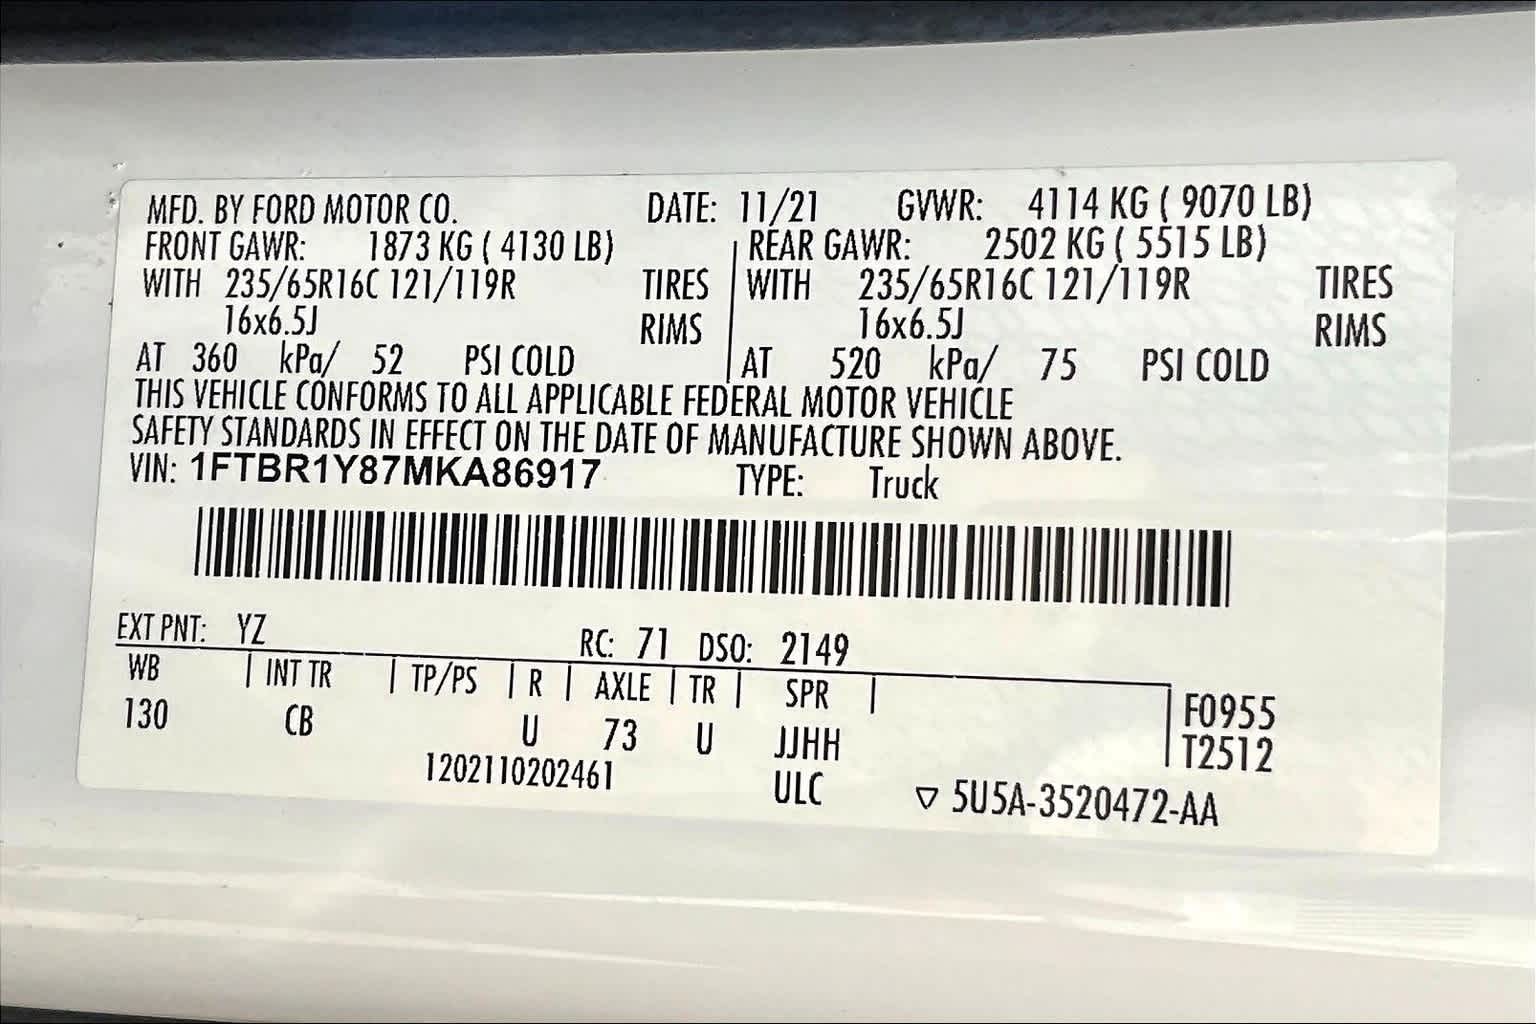 MFD. BY FORD MOTOR CO. DATE: 11/21 GVWR: 4114 KG ( 9070 LB)
FRONT GAWR: 1873 KG ( 4130 LB) REAR GAWR: 2502 KG ( 5515 LB)
WITH 235/65R16C 121/119R TIRES WITH 235/65R16C 121/119R TIRES
16x6.5J RIMS 16x6.5J RIMS
AT 360 kPa/ 52 PSI COLD AT 520 kPa/ 75 PSI COLD
THIS VEHICLE CONFORMS TO ALL APPLICABLE FEDERAL MOTOR VEHICLE
SAFETY STANDARDS IN EFFECT ON THE DATE OF MANUFACTURE SHOWN ABOVE.
VIN: 1FTBR1Y87MKA86917 TYPE: Truck
EXT PNT: YZ RC: 71 DSO: 2149
WB INT TR TP/PS R AXLE TR SPR F0955
130 CB U 73 U JJHH T2512
1202110202461 ULC ▽ 5U5A-3520472-AA